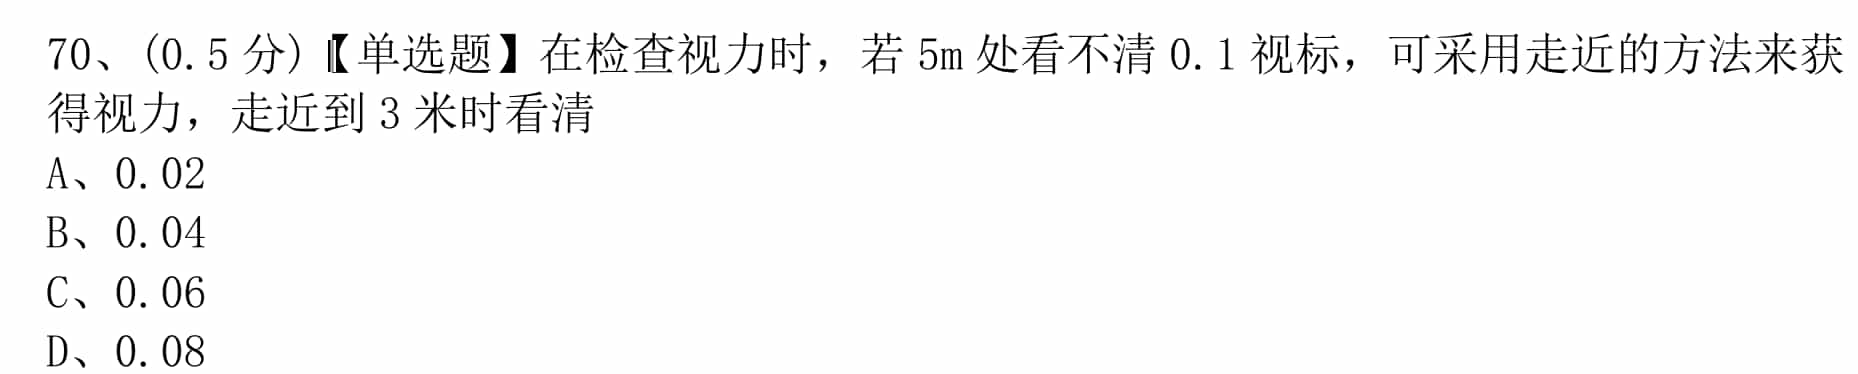 70、(0.5 分)【单选题】在检查视力时，若 5m 处看不清 0.1 视标，可采用走近的方法来获
得视力，走近到 3 米时看清
A、0.02
B、0.04
C、0.06
D、0.08